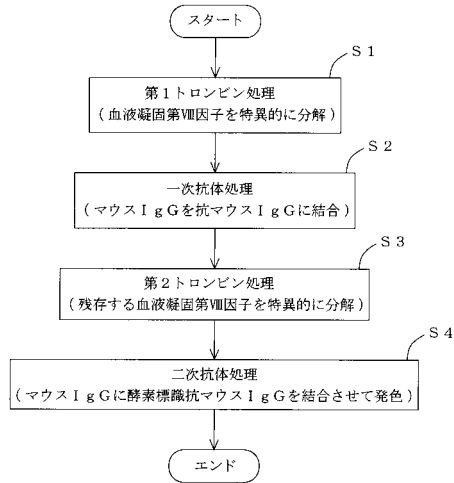 スタート
S1
第1トロンビン処理
(血液凝固第Ⅷ因子を特異的に分解)
S2
一次抗体処理
(マウスIgGを抗マウスIgGに結合)
S3
第2トロンビン処理
(残存する血液凝固第Ⅷ因子を特異的に分解)
S4
二次抗体処理
(マウスIgGに酵素標識抗マウスIgGを結合させて発色)
エンド